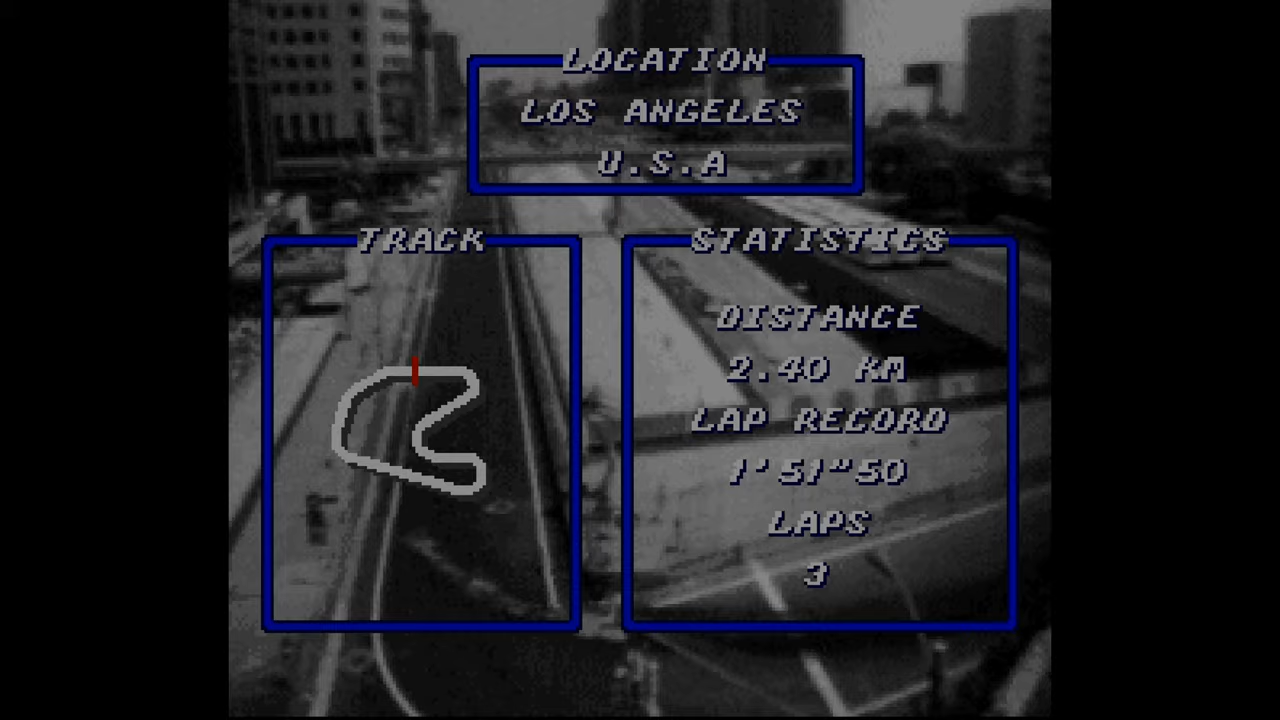 LOCATION
LOS ANGELES
U.S.A
TRACK
STATISTICS
DISTANCE
2.40 KM
LAP RECORD
1'51"50
LAPS
3